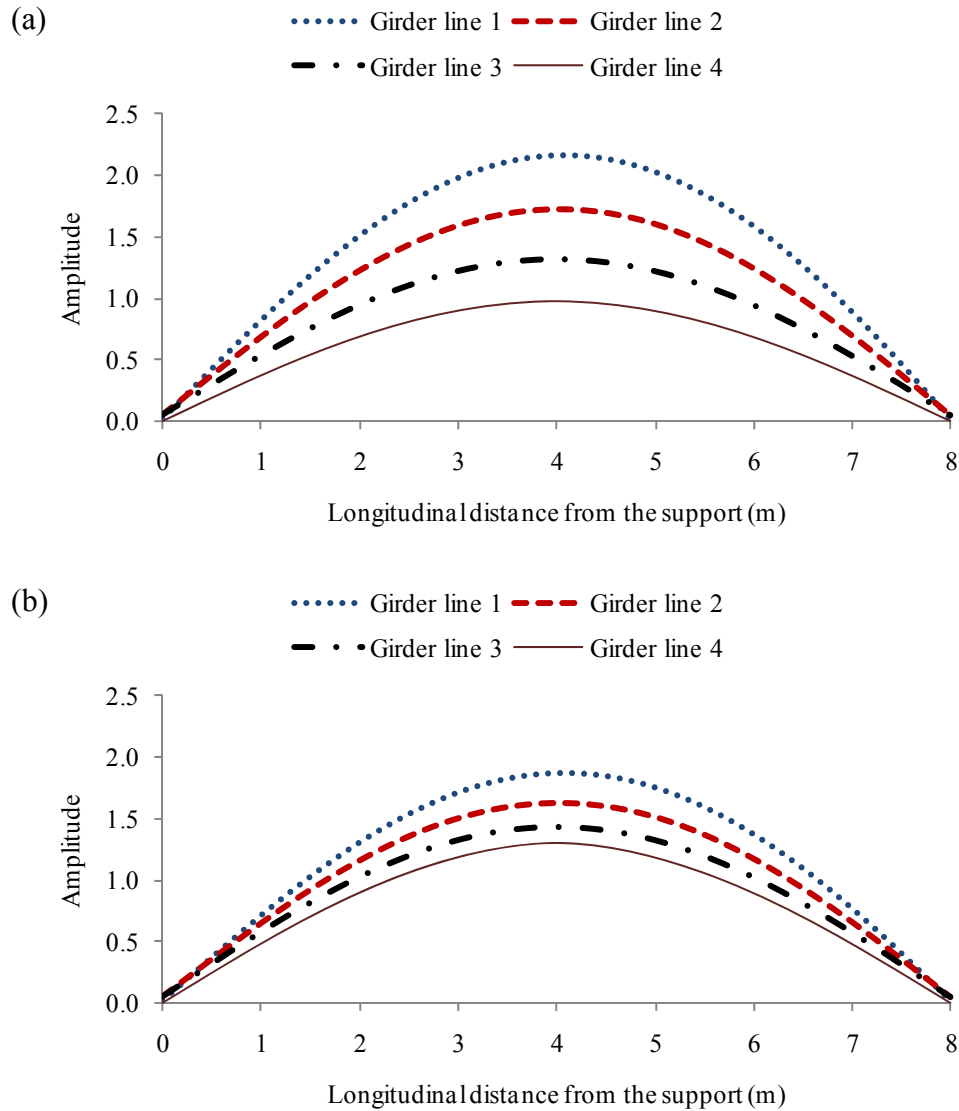 (a)
Girder line 1 Girder line 2
Girder line 3 Girder line 4
2.5
2.0
1.5
1.0
0.5
0.0
Amplitude
0 1 2 3 4 5 6 7 8
Longitudinal distance from the support (m)
(b)
Girder line 1 Girder line 2
Girder line 3 Girder line 4
2.5
2.0
1.5
1.0
0.5
0.0
Amplitude
0 1 2 3 4 5 6 7 8
Longitudinal distance from the support (m)